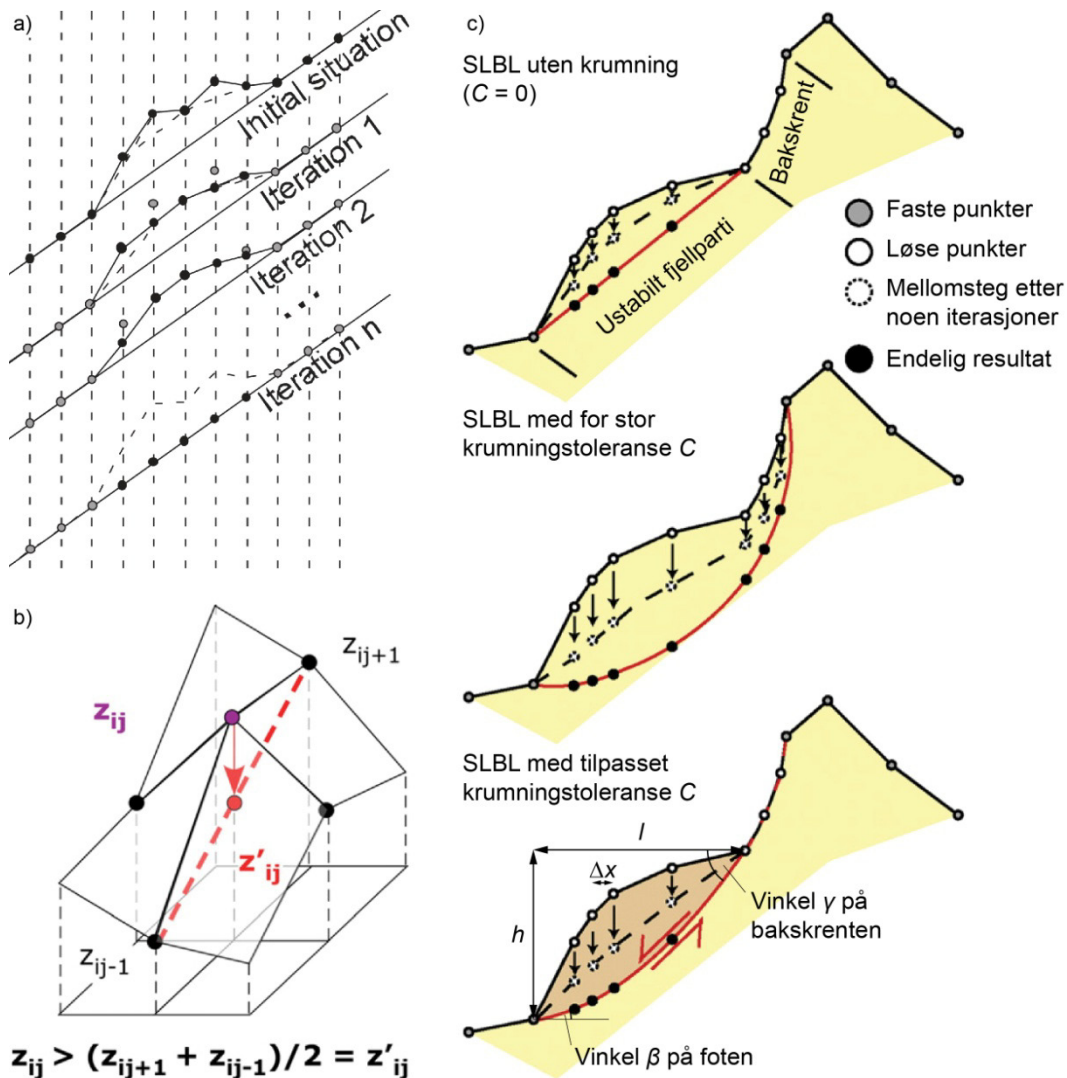 a)
Initial situation
Iteration 1
Iteration 2
...
Iteration n
b)
z_ij+1
z_ij
z'_ij
z_ij-1
z_ij > (z_ij+1 + z_ij-1)/2 = z'_ij
c)
SLBL uten krumning
(C = 0)
Bakskrent
Ustabilt fjellparti
Faste punkter
Løse punkter
Mellomsteg etter
noen iterasjoner
Endelig resultat
SLBL med for stor
krumningstoleranse C
SLBL med tilpasset
krumningstoleranse C
l
Δx
h
Vinkel γ på
bakskrenten
Vinkel β på foten